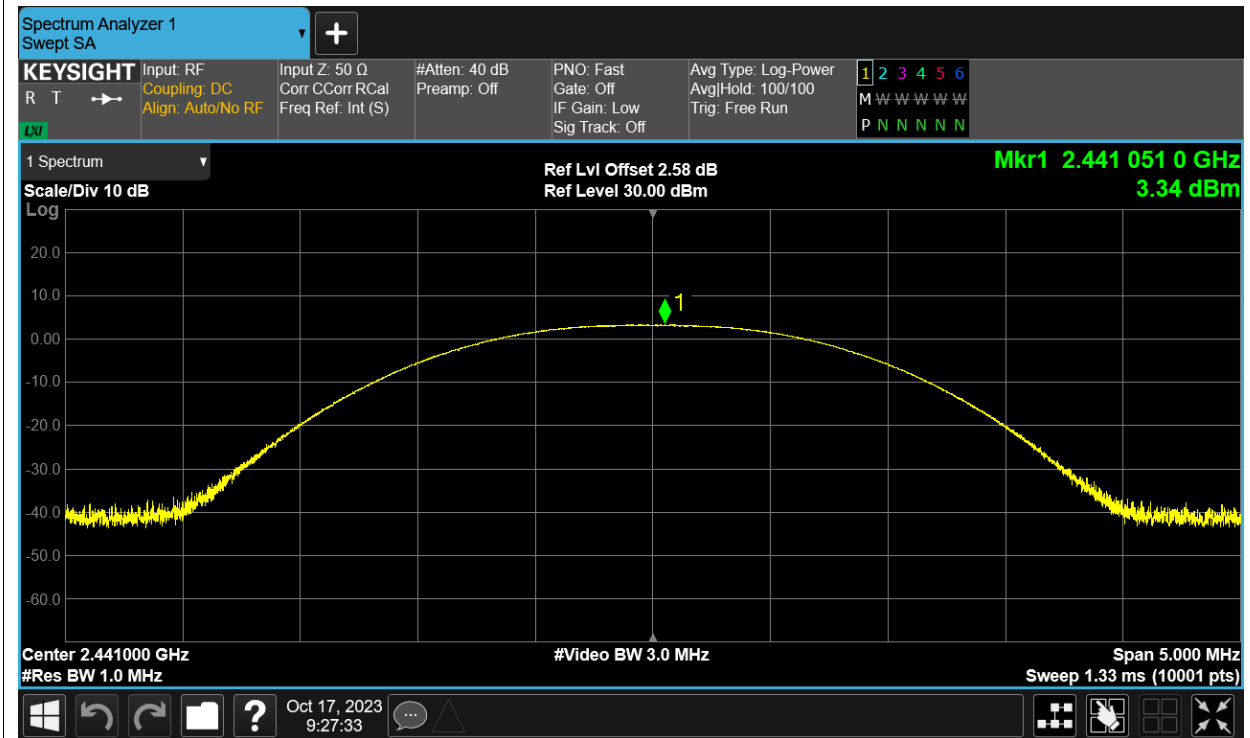 Spectrum Analyzer 1
Swept SA
+
KEYSIGHT
R T
LXI
Input: RF
Coupling: DC
Align: Auto/No RF
Input Z: 50 Ω
Corr CCorr RCal
Freq Ref: Int (S)
#Atten: 40 dB
Preamp: Off
PNO: Fast
Gate: Off
IF Gain: Low
Sig Track: Off
Avg Type: Log-Power
Avg|Hold: 100/100
Trig: Free Run
1 2 3 4 5 6
M W W W W W W
P N N N N N N
1 Spectrum
Scale/Div 10 dB
Log
Ref Lvl Offset 2.58 dB
Ref Level 30.00 dBm
Mkr1 2.441 051 0 GHz
3.34 dBm
20.0
10.0
1
0.00
-10.0
-20.0
-30.0
-40.0
-50.0
-60.0
Center 2.441000 GHz
#Res BW 1.0 MHz
#Video BW 3.0 MHz
Span 5.000 MHz
Sweep 1.33 ms (10001 pts)
?
Oct 17, 2023
9:27:33